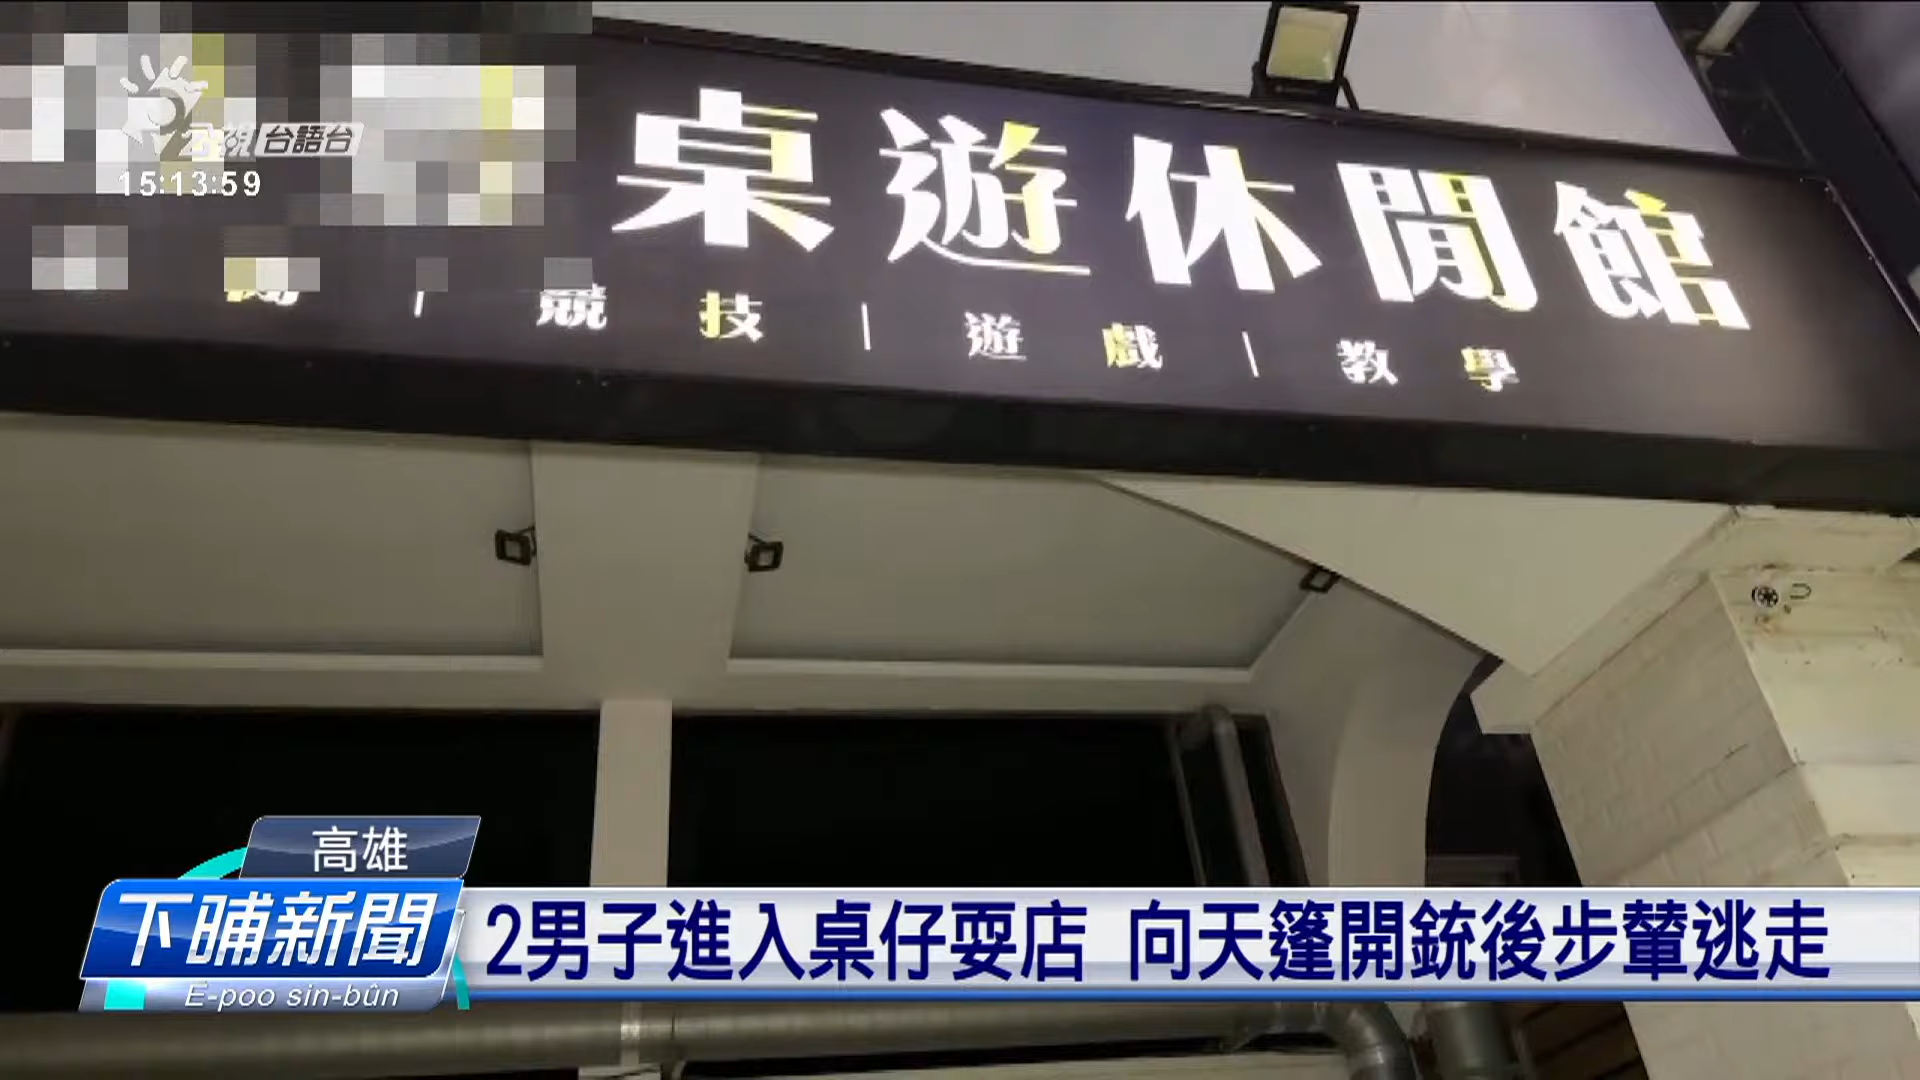 公視台語台
15:13:59
桌遊休閒館
競技 | 遊戲 | 教學
高雄
下晡新聞
E-poo sin-bûn
2男子進入桌仔耍店 向天篷開銃後步輦逃走